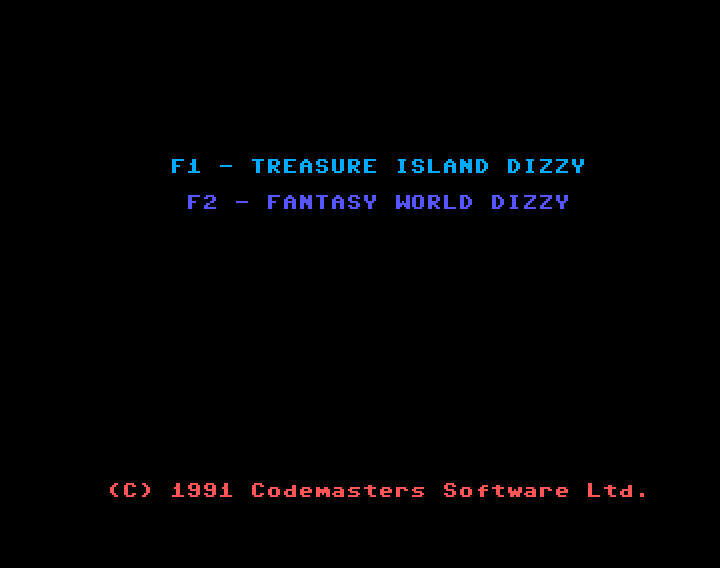 F1 - TREASURE ISLAND DIZZY
F2 - FANTASY WORLD DIZZY
(C) 1991 Codemasters Software Ltd.